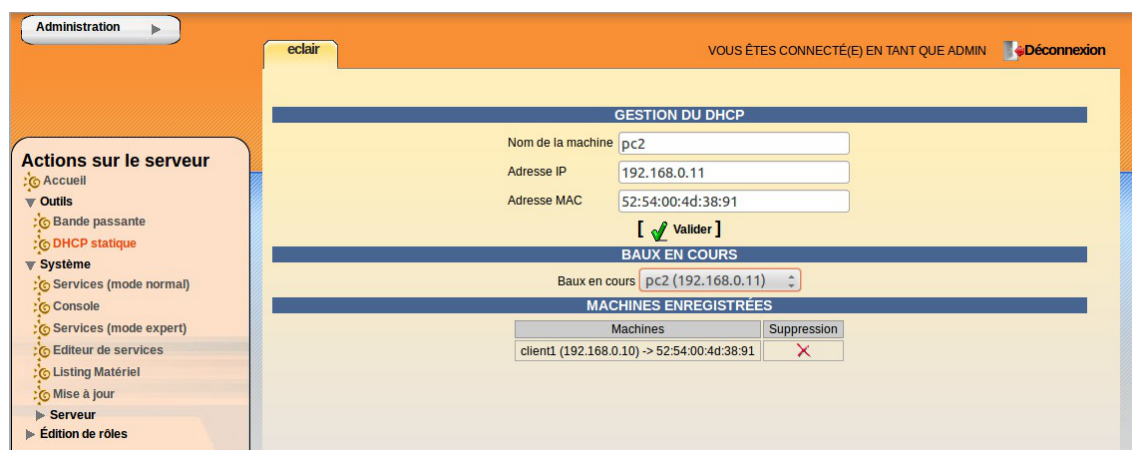 Administration
eclair
VOUS ÊTES CONNECTÉ(E) EN TANT QUE ADMIN
Déconnexion
Actions sur le serveur
Accueil
Outils
Bande passante
DHCP statique
Système
Services (mode normal)
Console
Services (mode expert)
Editeur de services
Listing Matériel
Mise à jour
Serveur
Édition de rôles
GESTION DU DHCP
Nom de la machine pc2
Adresse IP 192.168.0.11
Adresse MAC 52:54:00:4d:38:91
[ Valider ]
BAUX EN COURS
Baux en cours pc2 (192.168.0.11)
MACHINES ENREGISTRÉES
Machines Suppression
client1 (192.168.0.10) -> 52:54:00:4d:38:91